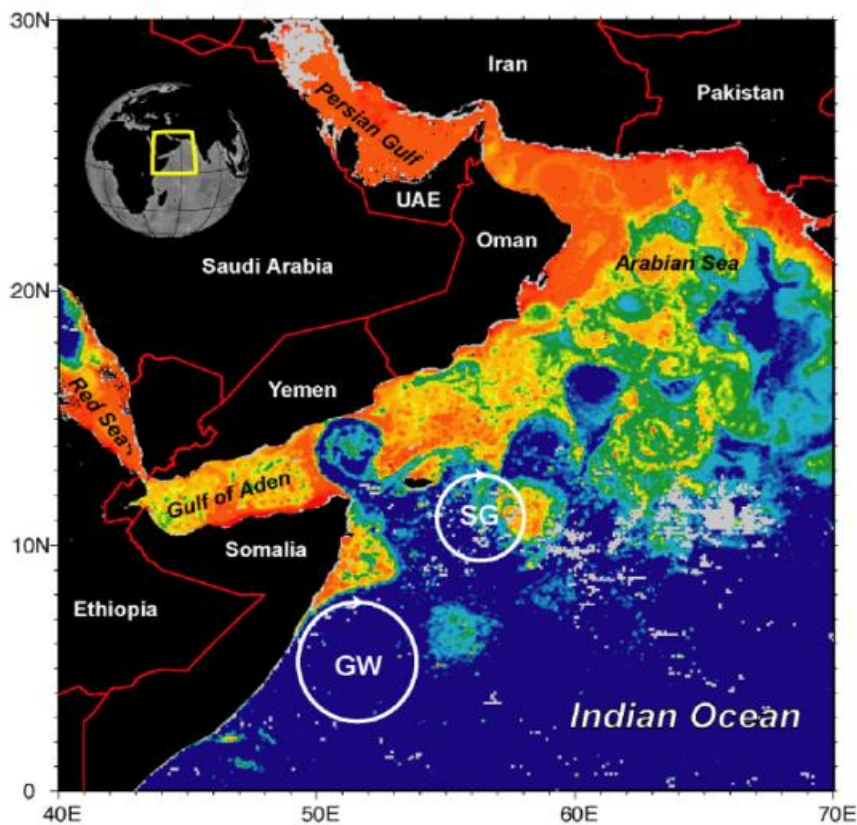 30N
Iran
Pakistan
Persian Gulf
UAE
Oman
Saudi Arabia
Arabian Sea
20N
Yemen
Red Sea
Gulf of Aden
SG
10N
Somalia
Ethiopia
GW
Indian Ocean
0
40E
50E
60E
70E